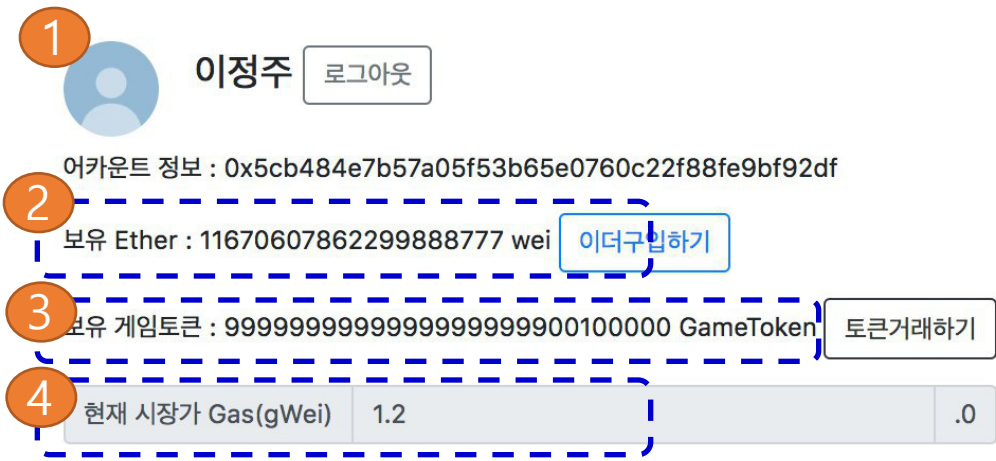 1
이정주 로그아웃
어카운트 정보 : 0x5cb484e7b57a05f53b65e0760c22f88fe9bf92df
2
보유 Ether : 11670607862299888777 wei 이더구입하기
3
보유 게임토큰 : 9999999999999999999900100000 GameToken 토큰거래하기
4
현재 시장가 Gas(gWei) 1.2 .0